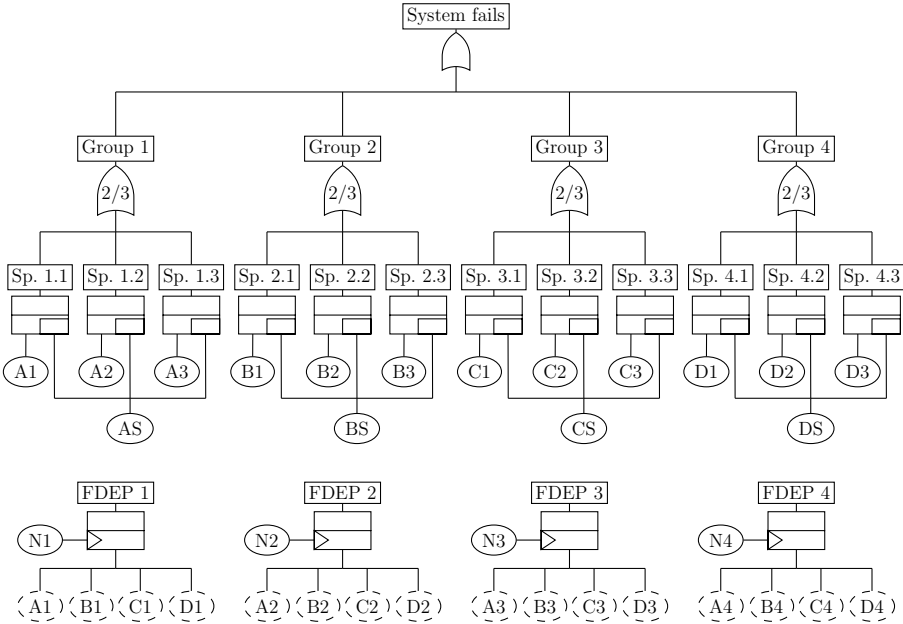 System fails
Group 1 Group 2 Group 3 Group 4
2/3 2/3 2/3 2/3
Sp. 1.1 Sp. 1.2 Sp. 1.3 Sp. 2.1 Sp. 2.2 Sp. 2.3 Sp. 3.1 Sp. 3.2 Sp. 3.3 Sp. 4.1 Sp. 4.2 Sp. 4.3
A1 A2 A3 B1 B2 B3 C1 C2 C3 D1 D2 D3
AS BS CS DS
FDEP 1 FDEP 2 FDEP 3 FDEP 4
N1 N2 N3 N4
A1 B1 C1 D1 A2 B2 C2 D2 A3 B3 C3 D3 A4 B4 C4 D4